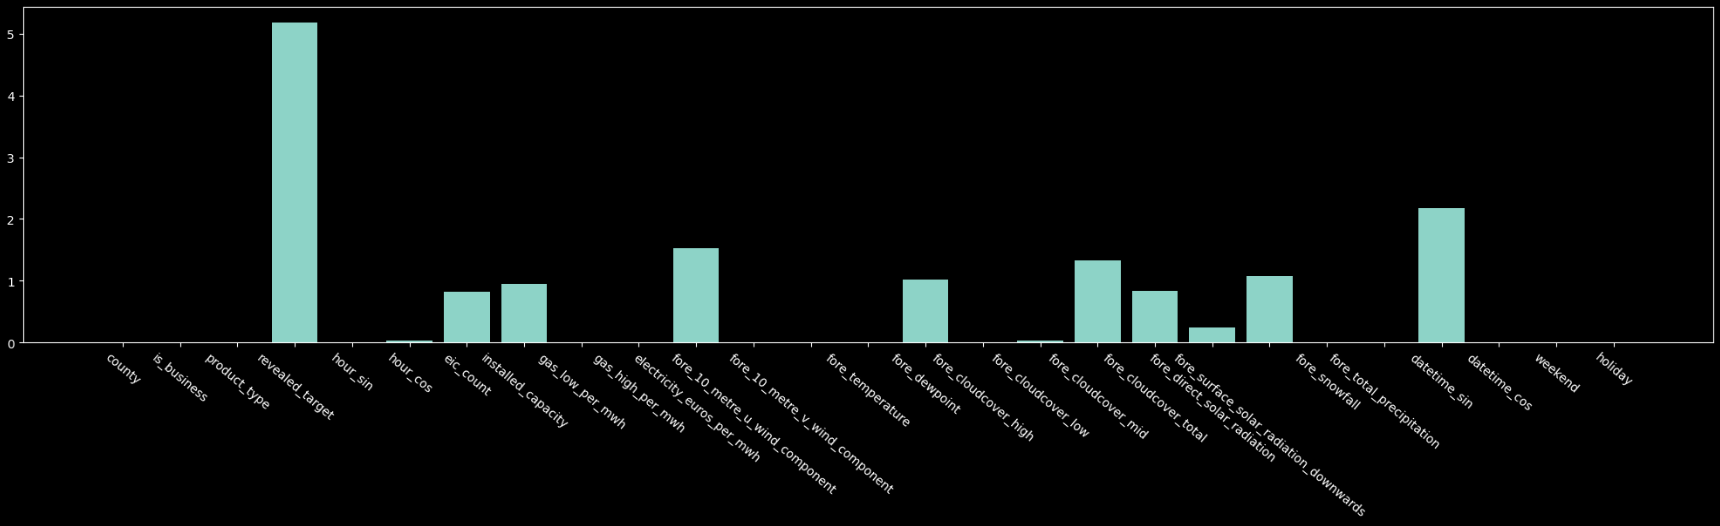 5
4
3
2
1
0
county
is_business
product_type
revealed_target
hour_sin
hour_cos
eic_count
installed_capacity
gas_low_per_mwh
gas_high_per_mwh
electricity_euros_per_mwh
fore_10_metre_u_wind_component
fore_10_metre_v_wind_component
fore_temperature
fore_dewpoint
fore_cloudcover_high
fore_cloudcover_low
fore_cloudcover_mid
fore_cloudcover_total
fore_direct_solar_radiation
fore_surface_solar_radiation_downwards
fore_snowfall
fore_total_precipitation
datetime_sin
datetime_cos
weekend
holiday